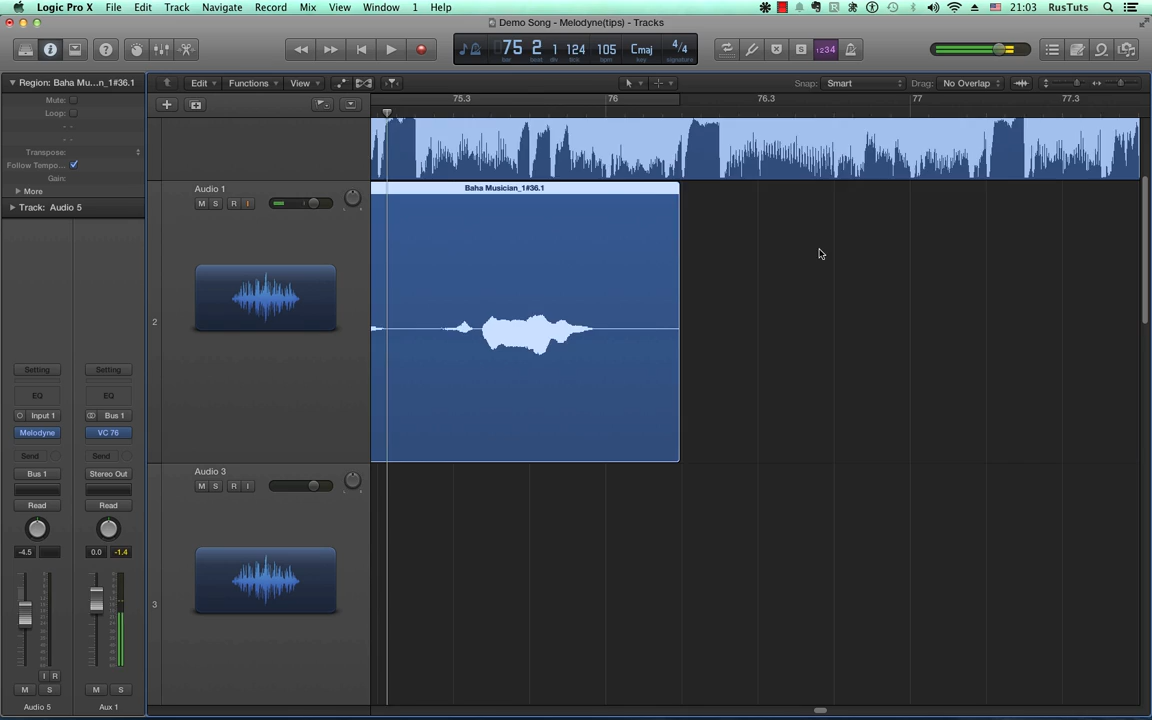 Logic Pro X File Edit Track Navigate Record Mix View Window 1 Help 21:03 RusTuts
Demo Song - Melodyne(tips) - Tracks
75 2 1 124 105 Cmaj 4/4
bar beat div tick tempo key signature
1234
Region: Baha Mu...n_1#36.1
Edit Functions View Snap: Smart Drag: No Overlap
Mute:
Loop:
Transpose:
Follow Tempo...
Gain:
More
Track: Audio 5
75.3 76 76.3 77 77.3
Audio 1
M S R I
Baha Musician_1#36.1
2
Setting Setting
EQ EQ
Input 1 Bus 1
Melodyne VC 76
Send Send
Bus 1 Stereo Out
Read Read
-4.5 0.0 -1.4
I R
M S M S
Audio 5 Aux 1
Audio 3
M S R I
3